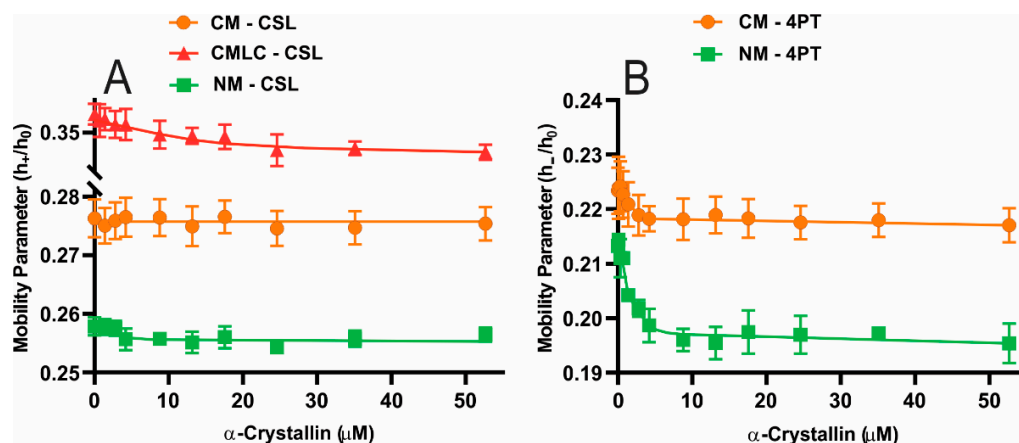 CM - CSL
CMLC - CSL
NM - CSL
A
Mobility Parameter (h₊/h₀)
0.35
0.28
0.27
0.26
0.25
0 10 20 30 40 50
α-Crystallin (μM)
CM - 4PT
NM - 4PT
B
Mobility Parameter (h₋/h₀)
0.24
0.23
0.22
0.21
0.20
0.19
0 10 20 30 40 50
α-Crystallin (μM)